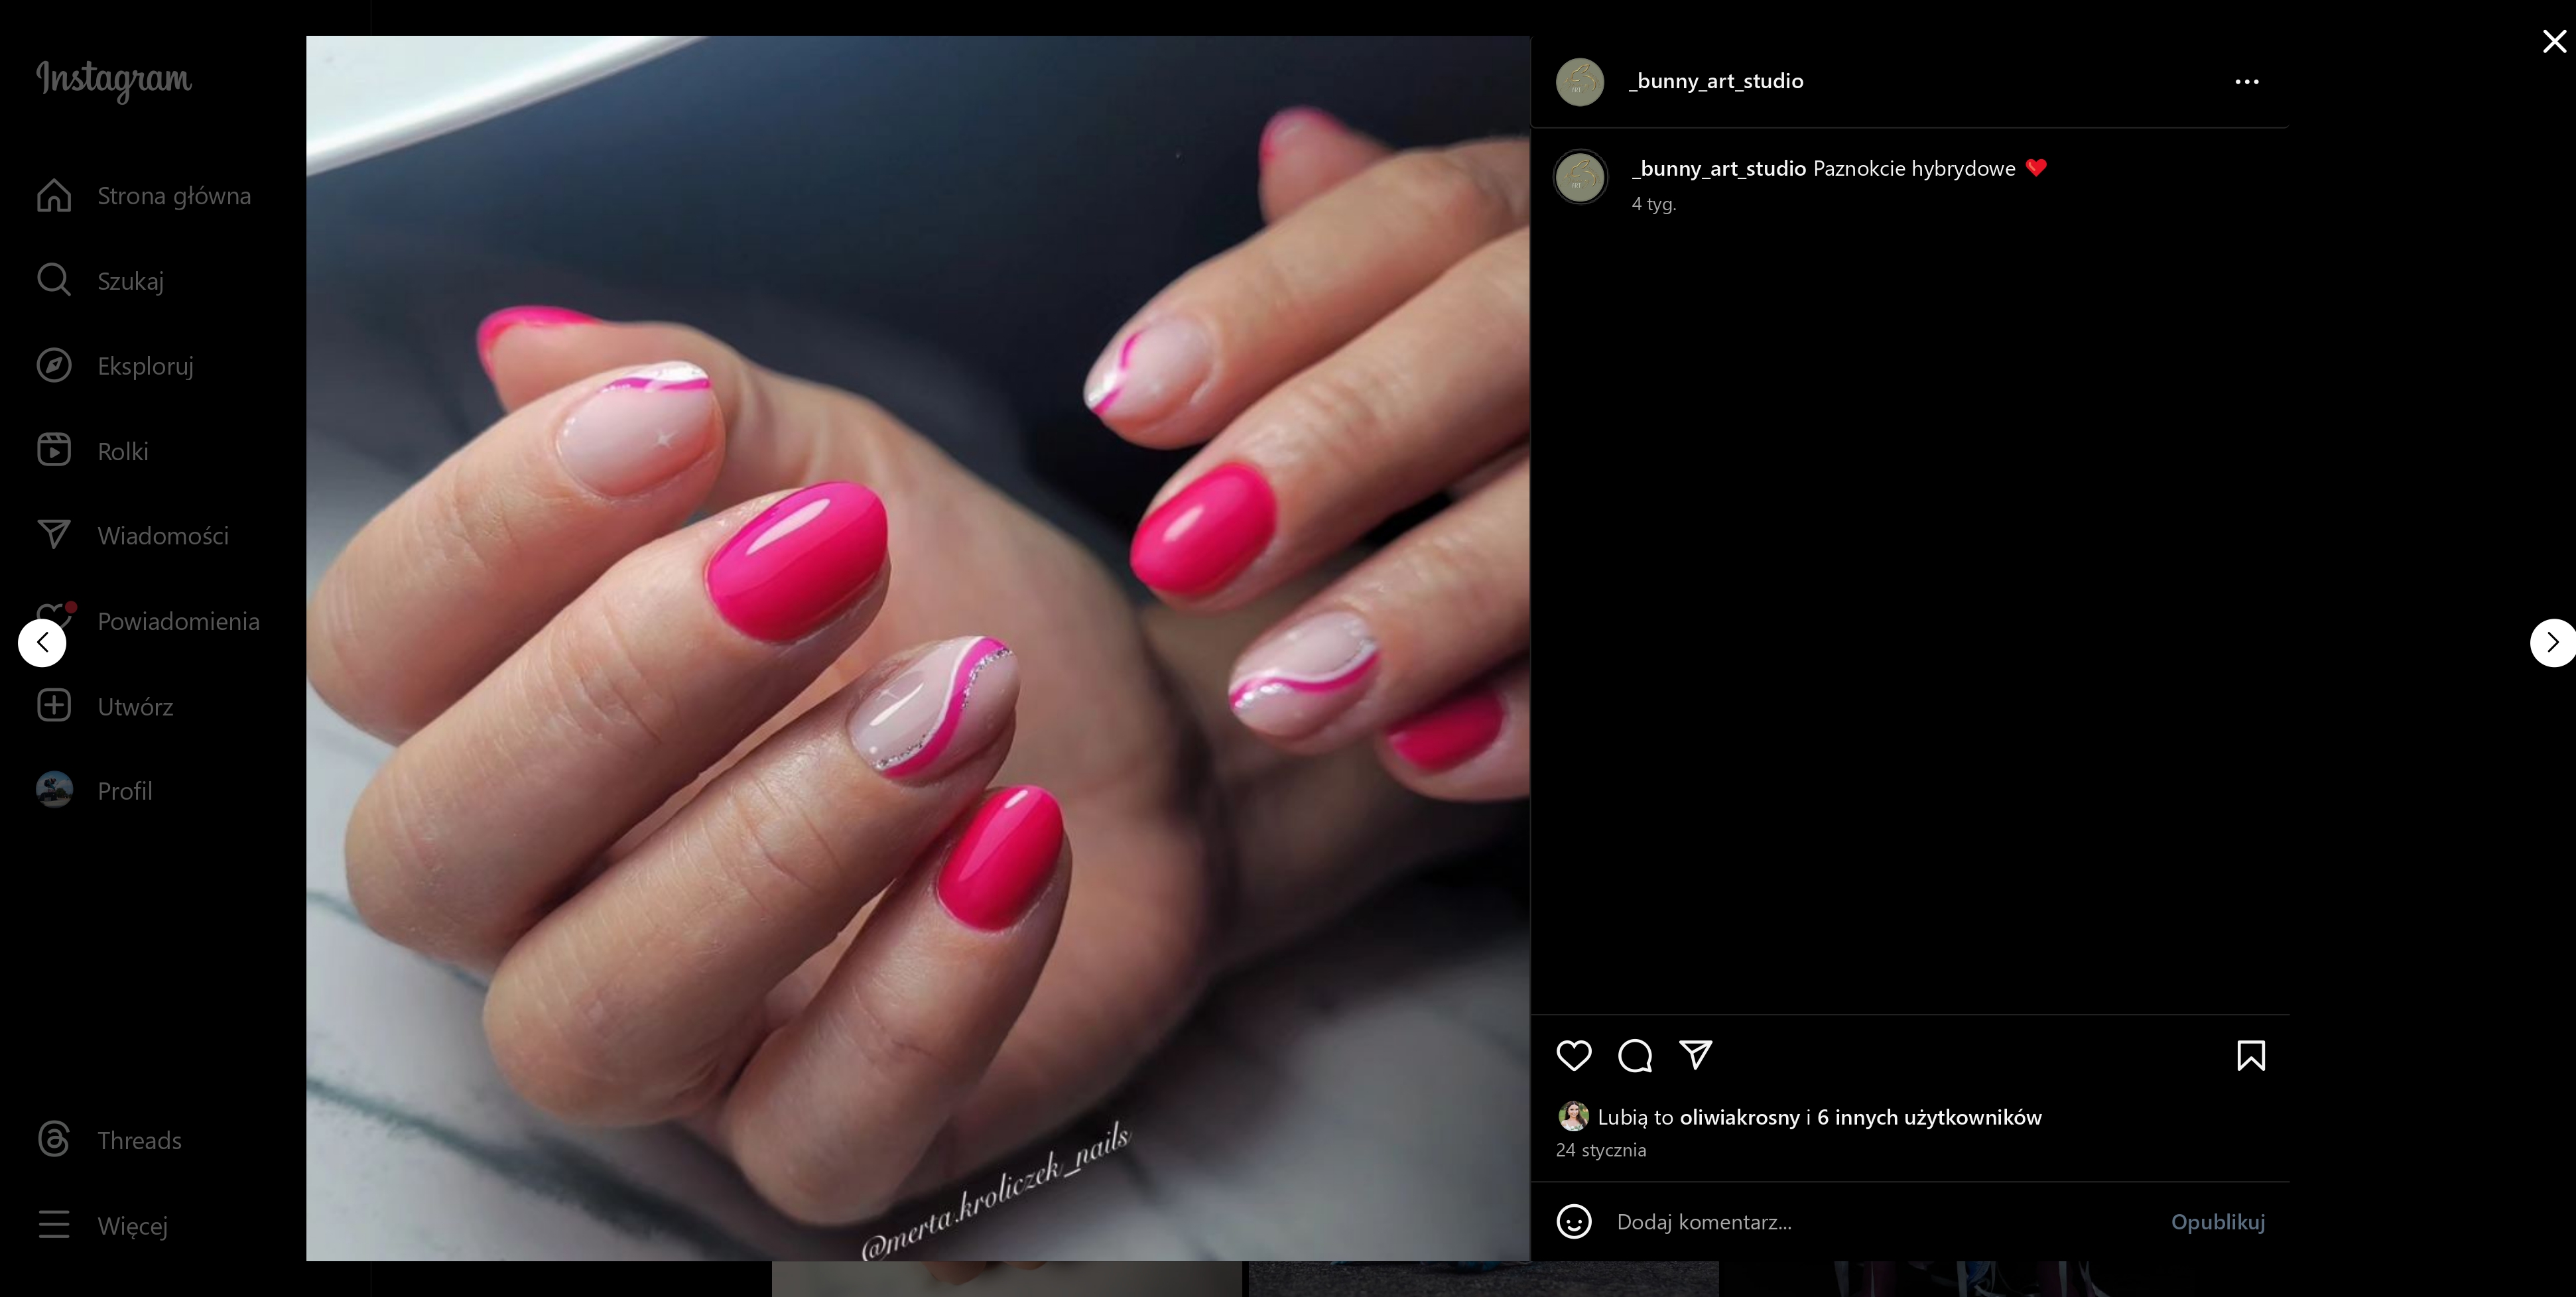 Instagram
Strona główna
Szukaj
Eksploruj
Rolki
Wiadomości
Powiadomienia
Utwórz
Profil
Threads
Więcej
@merta.kroliczek_nails
_bunny_art_studio
_bunny_art_studio Paznokcie hybrydowe ❤️
4 tyg.
Lubią to oliwiakrosny i 6 innych użytkowników
24 stycznia
Dodaj komentarz...
Opublikuj